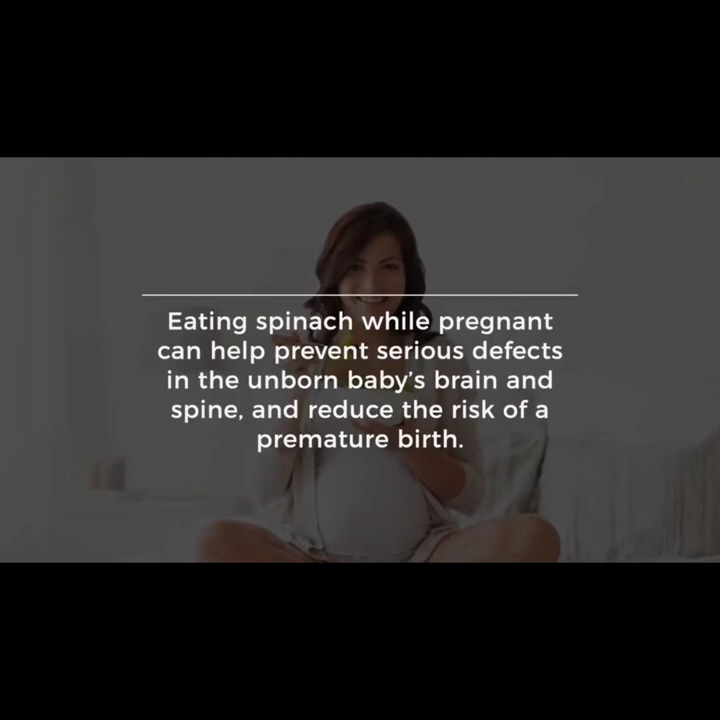 Eating spinach while pregnant
can help prevent serious defects
in the unborn baby’s brain and
spine, and reduce the risk of a
premature birth.